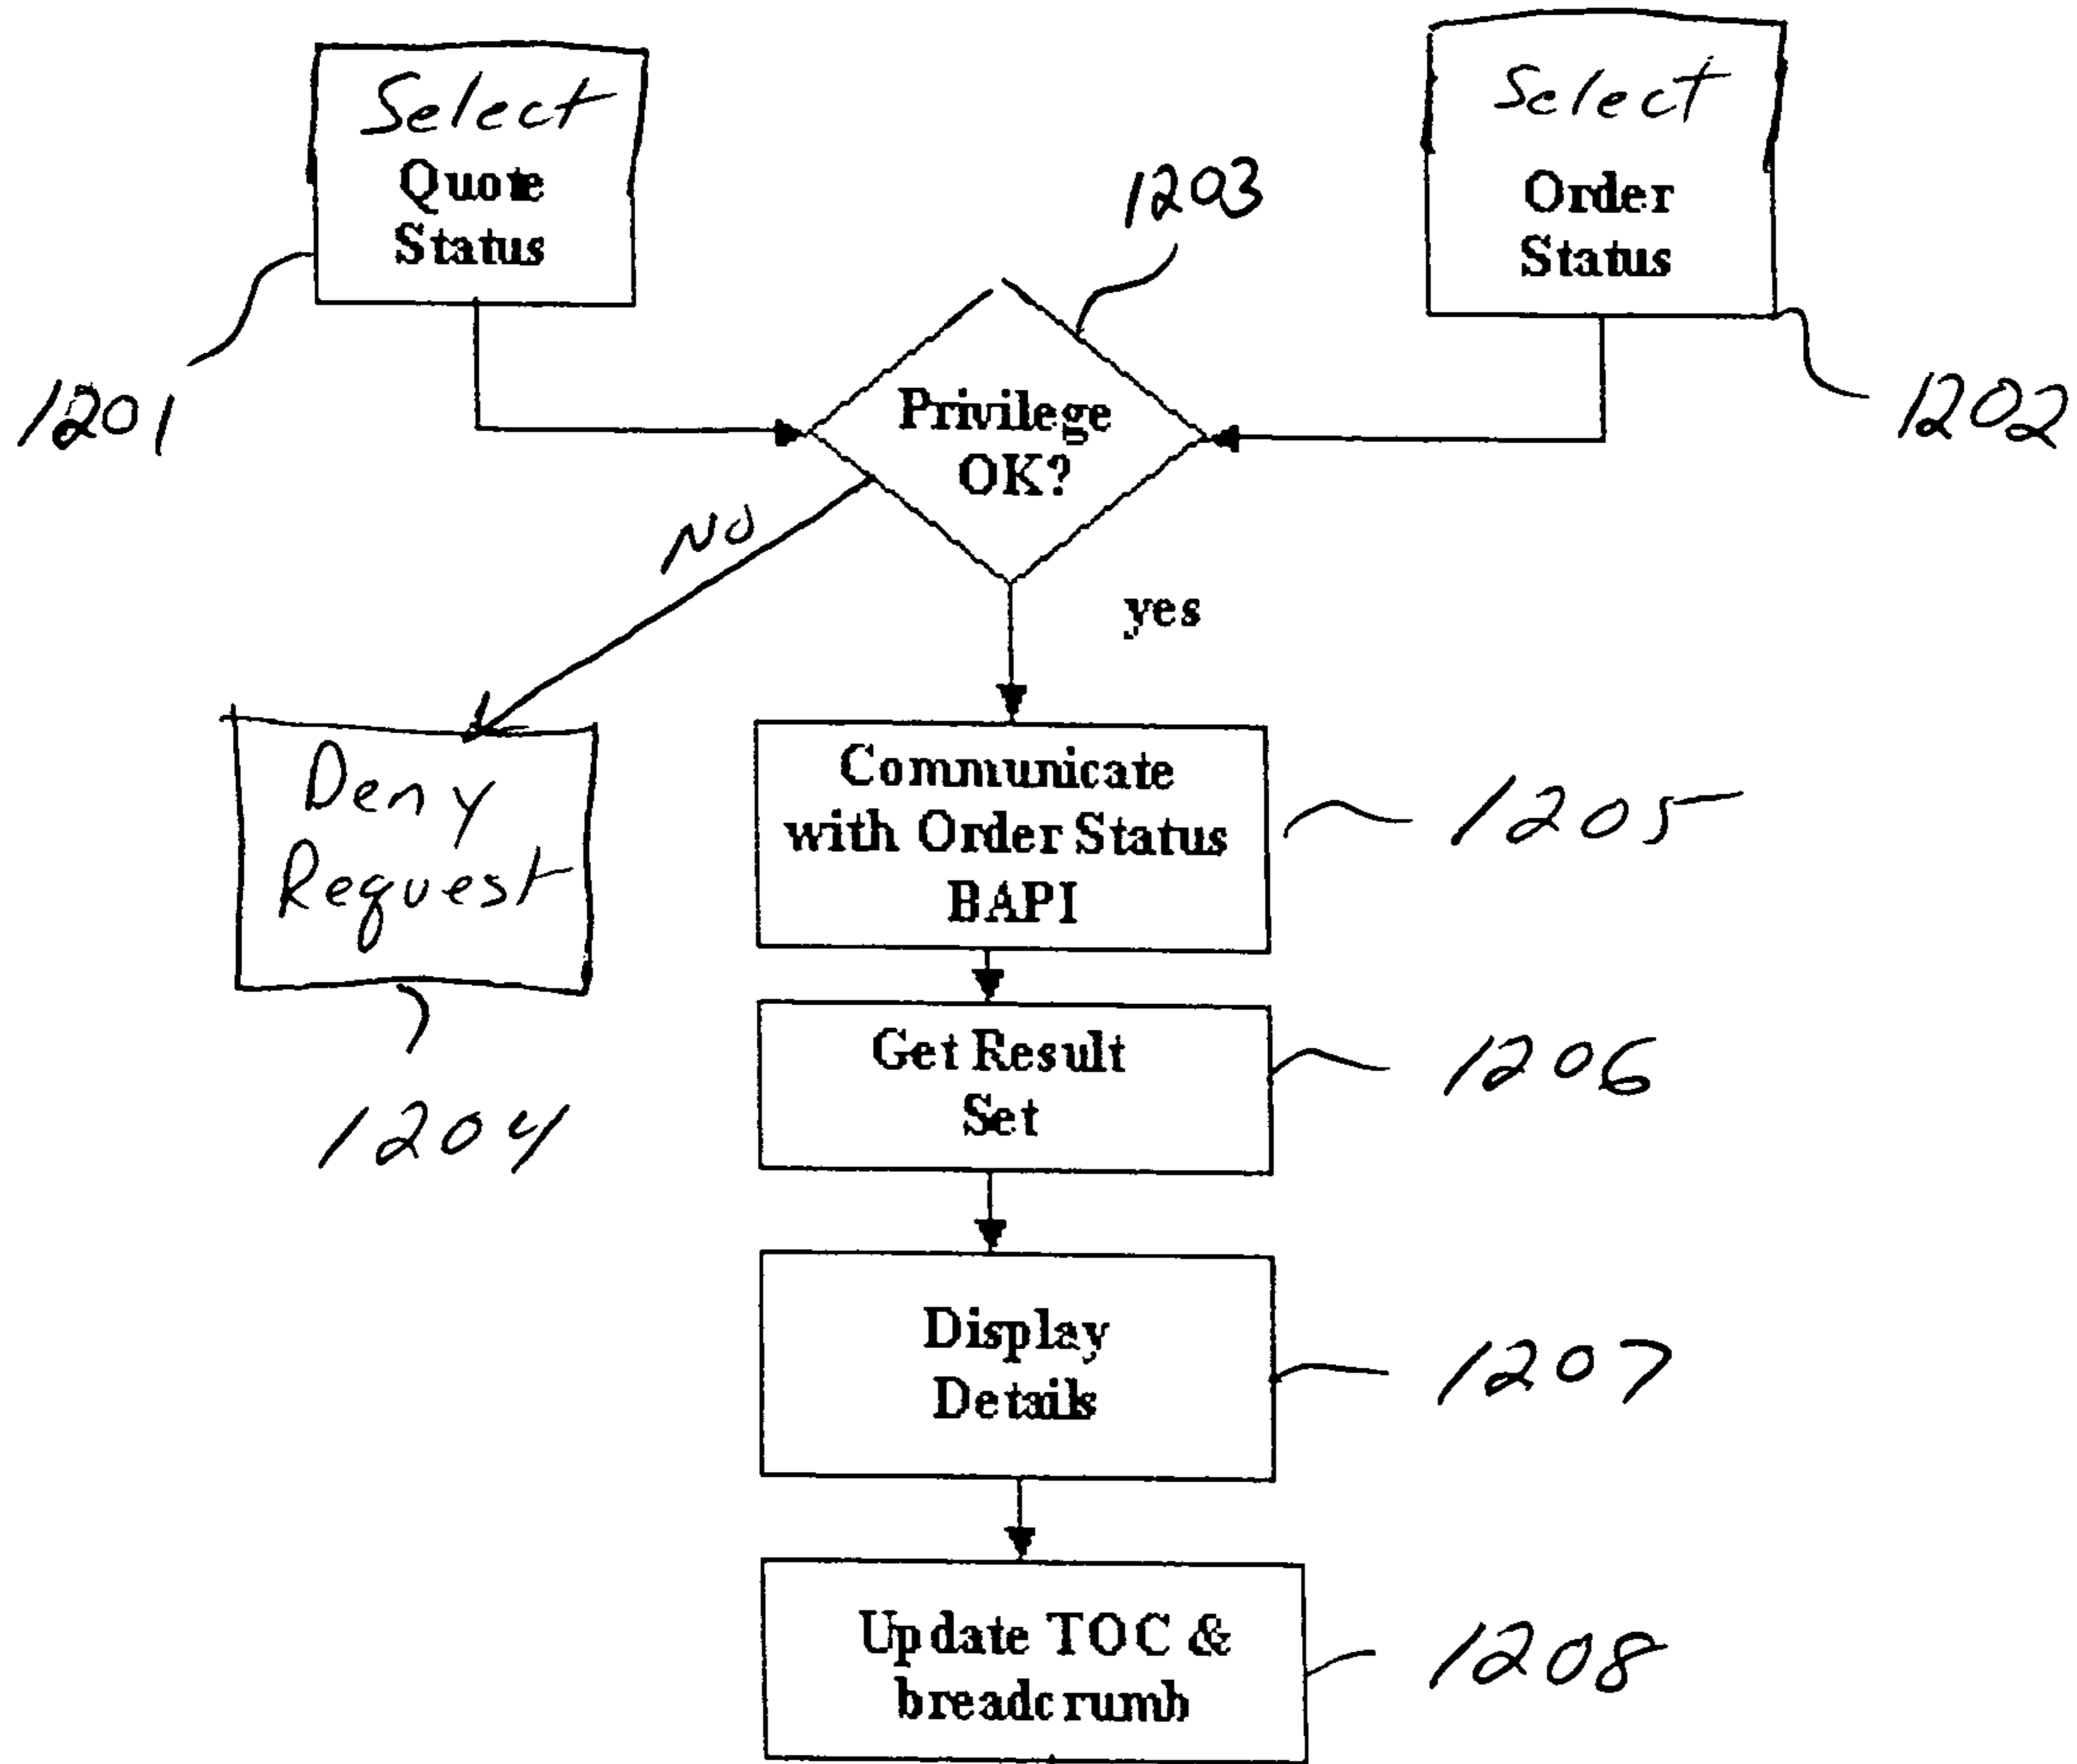 Select
Quote
Status
1201
Select
Order
Status
1202
1203
Privilege
OK?
NO
yes
Deny
Request
1204
Communicate
with Order Status
BAPI
1205
Get Result
Set
1206
Display
Details
1207
Update TOC &
breadcrumb
1208